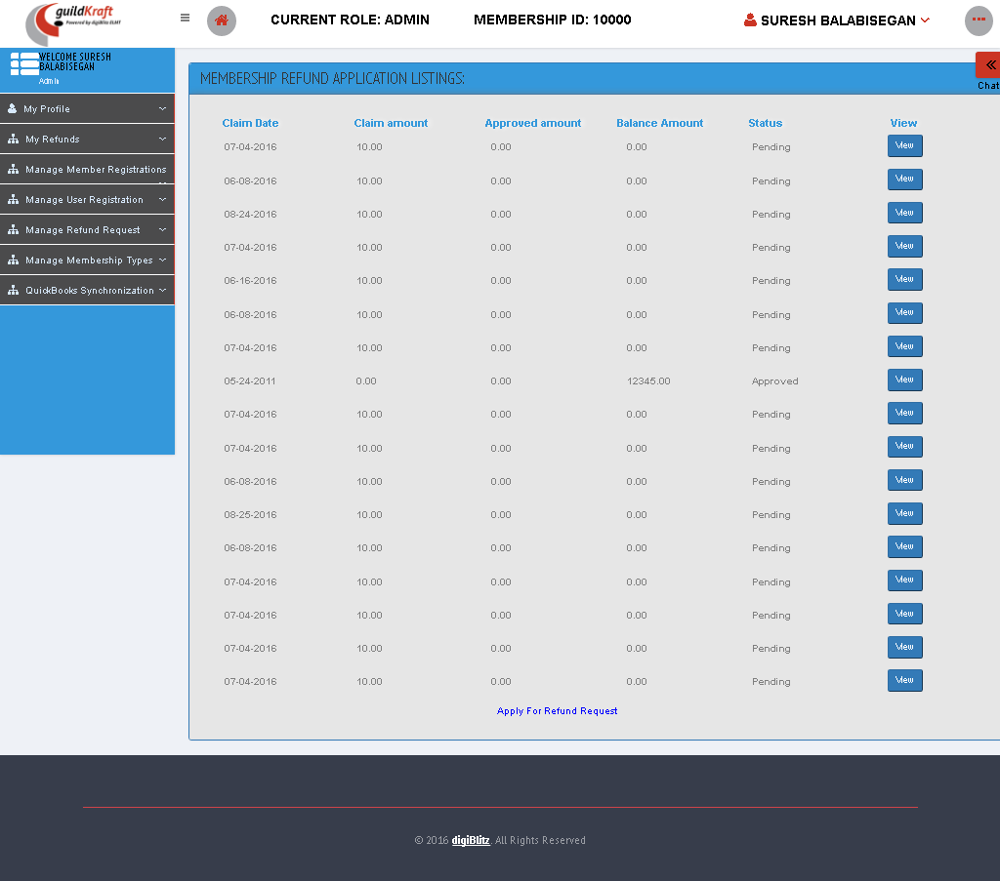 guildKraft
Powered by digiBlitz ELMT
CURRENT ROLE: ADMIN
MEMBERSHIP ID: 10000
SURESH BALABISEGAN
WELCOME SURESH
BALABISEGAN
Admin
Chat
My Profile
My Refunds
Manage Member Registrations
Manage User Registration
Manage Refund Request
Manage Membership Types
QuickBooks Synchronization
MEMBERSHIP REFUND APPLICATION LISTINGS:
Claim Date Claim amount Approved amount Balance Amount Status View
07-04-2016 10.00 0.00 0.00 Pending View
06-08-2016 10.00 0.00 0.00 Pending View
08-24-2016 10.00 0.00 0.00 Pending View
07-04-2016 10.00 0.00 0.00 Pending View
06-16-2016 10.00 0.00 0.00 Pending View
06-08-2016 10.00 0.00 0.00 Pending View
07-04-2016 10.00 0.00 0.00 Pending View
05-24-2011 0.00 0.00 12345.00 Approved View
07-04-2016 10.00 0.00 0.00 Pending View
07-04-2016 10.00 0.00 0.00 Pending View
06-08-2016 10.00 0.00 0.00 Pending View
08-25-2016 10.00 0.00 0.00 Pending View
06-08-2016 10.00 0.00 0.00 Pending View
07-04-2016 10.00 0.00 0.00 Pending View
07-04-2016 10.00 0.00 0.00 Pending View
07-04-2016 10.00 0.00 0.00 Pending View
07-04-2016 10.00 0.00 0.00 Pending View
Apply For Refund Request
© 2016 digiBlitz. All Rights Reserved